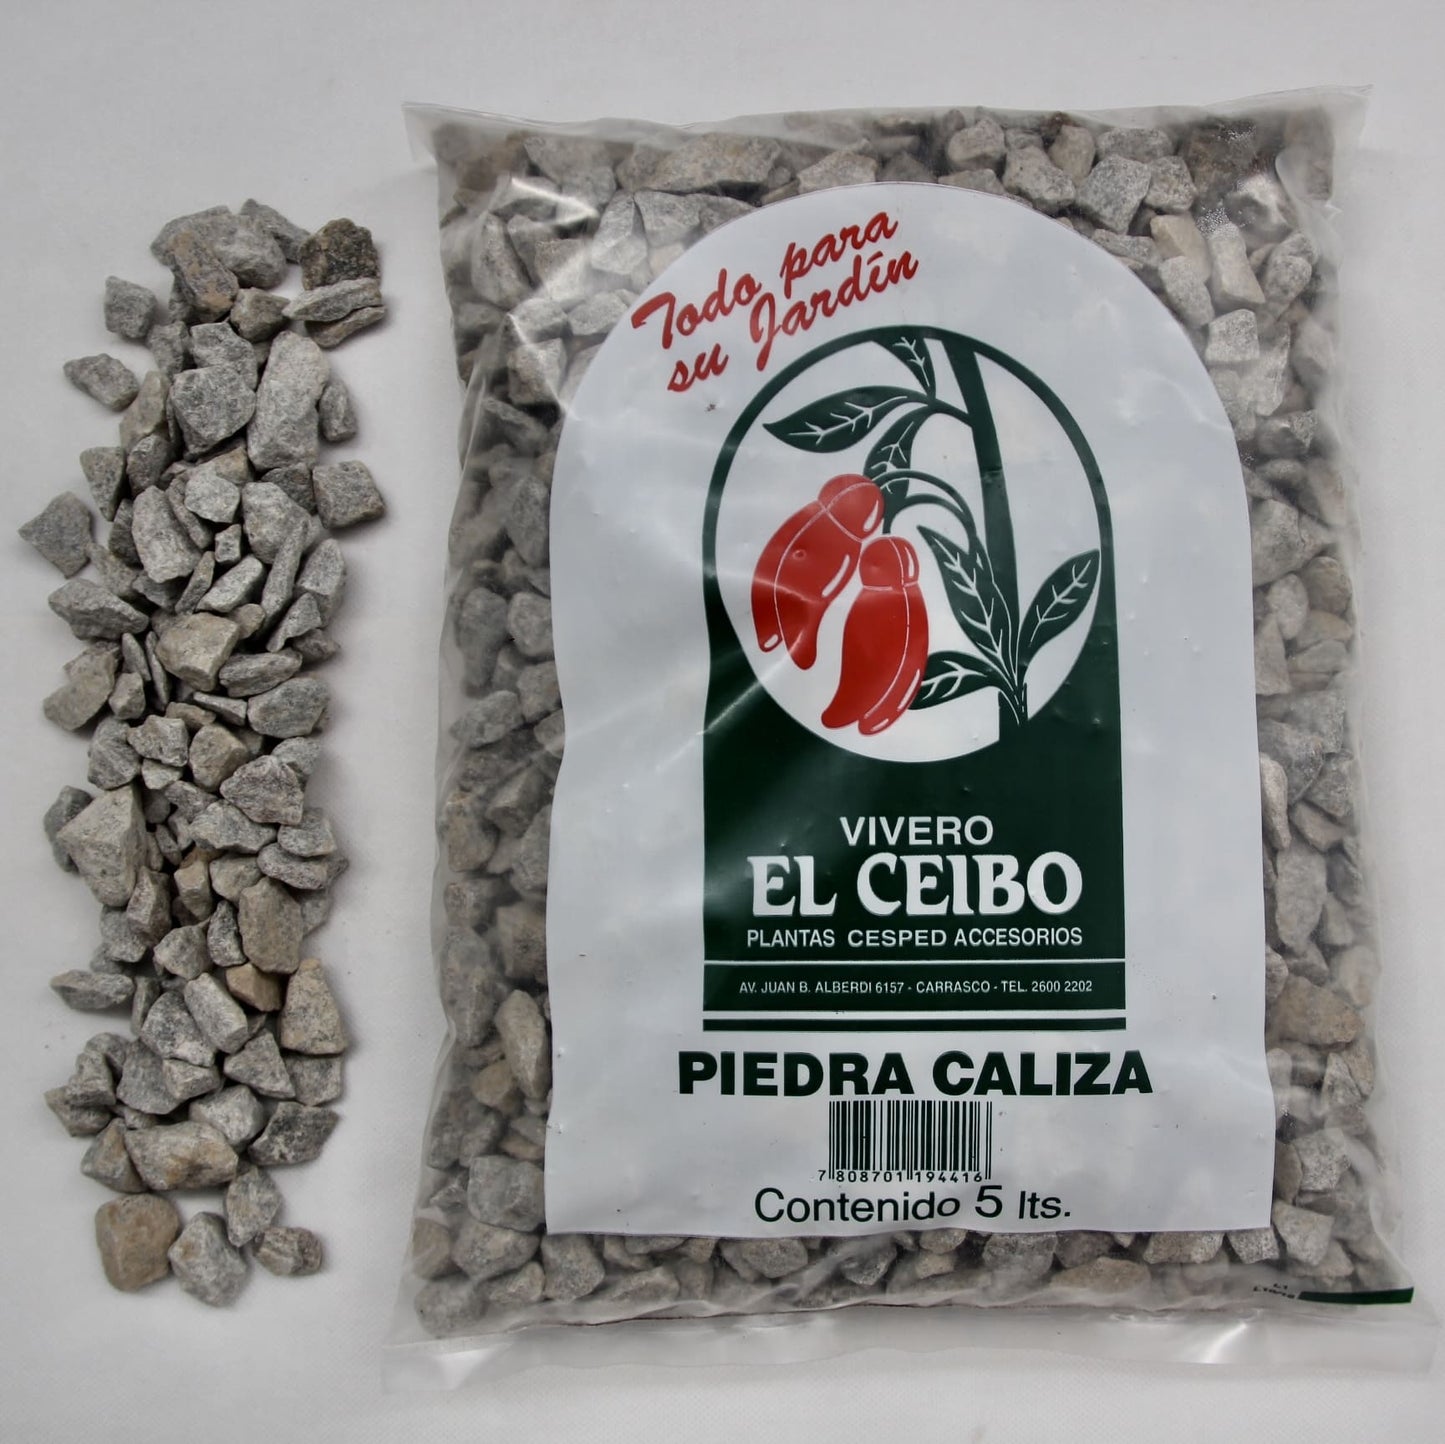 Todo para
su Jardín
VIVERO
EL CEIBO
PLANTAS CESPED ACCESORIOS
AV. JUAN B. ALBERDI 6157 - CARRASCO - TEL. 2600 2202
PIEDRA CALIZA
7 808701 194416
Contenido 5 lts.